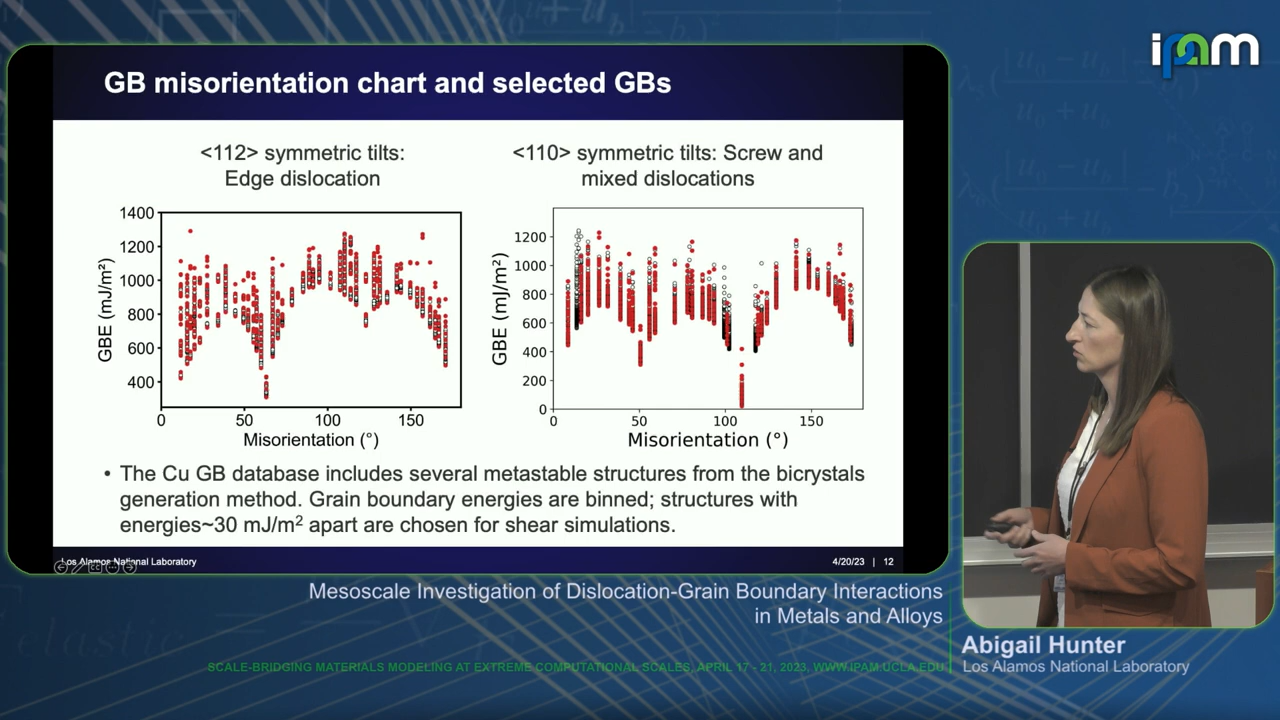 ipam
GB misorientation chart and selected GBs
<112> symmetric tilts:
Edge dislocation
<110> symmetric tilts: Screw and
mixed dislocations
1400
1200
1000
800
600
400
GBE (mJ/m²)
0
50
100
150
Misorientation (°)
1200
1000
800
600
400
200
0
GBE (mJ/m²)
50
100
150
Misorientation (°)
• The Cu GB database includes several metastable structures from the bicrystals
generation method. Grain boundary energies are binned; structures with
energies~30 mJ/m² apart are chosen for shear simulations.
Los Alamos National Laboratory
4/20/23 | 12
Mesoscale Investigation of Dislocation-Grain Boundary Interactions
in Metals and Alloys
Abigail Hunter
Los Alamos National Laboratory
SCALE-BRIDGING MATERIALS MODELING AT EXTREME COMPUTATIONAL SCALES, APRIL 17 - 21, 2023, WWW.IPAM.UCLA.EDU
elastic